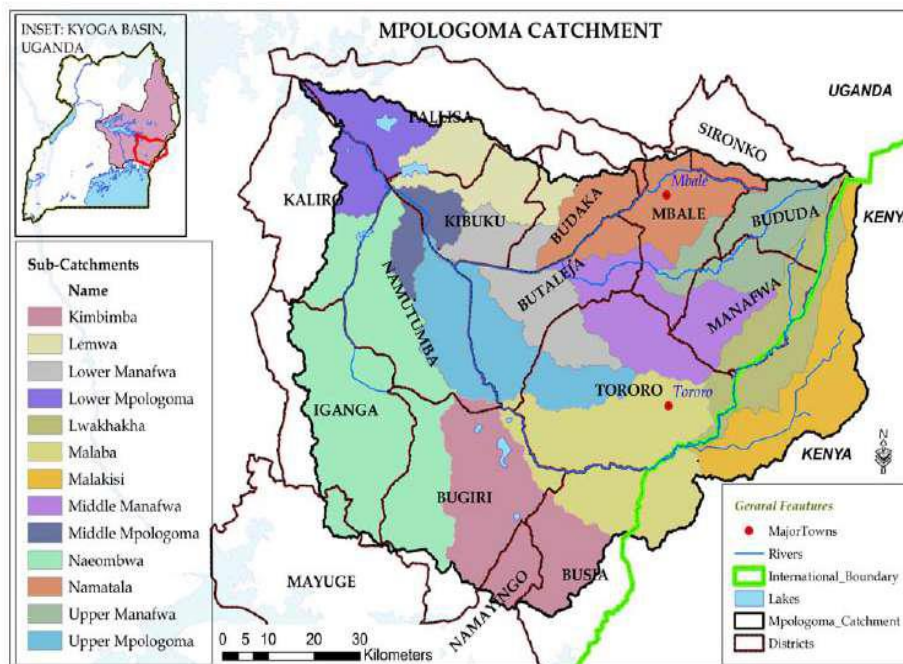 INSET: KYOGA BASIN,
UGANDA
MPOLOGOMA CATCHMENT
UGANDA
SIRONKO
PALLISA
Mbale
KALIRO
KIBUKU
BUDAKA
MBALE
BUDUDA
KENYA
NAMUTUMBA
BUTALEJA
MANAFWA
TORORO
Tororo
IGANGA
KENYA
N
BUGIRI
MAYUGE
NAMAYINGO
BUSIA
Sub-Catchments
Name
Kimbimba
Lemwa
Lower Manafwa
Lower Mpologoma
Lwakhakha
Malaba
Malakisi
Middle Manafwa
Middle Mpologoma
Naeombwa
Namatala
Upper Manafwa
Upper Mpologoma
0 5 10 20 30
Kilometers
Geraral Feautures
MajorTowns
Rivers
International_Boundary
Lakes
Mpologoma_Catchment
Districts